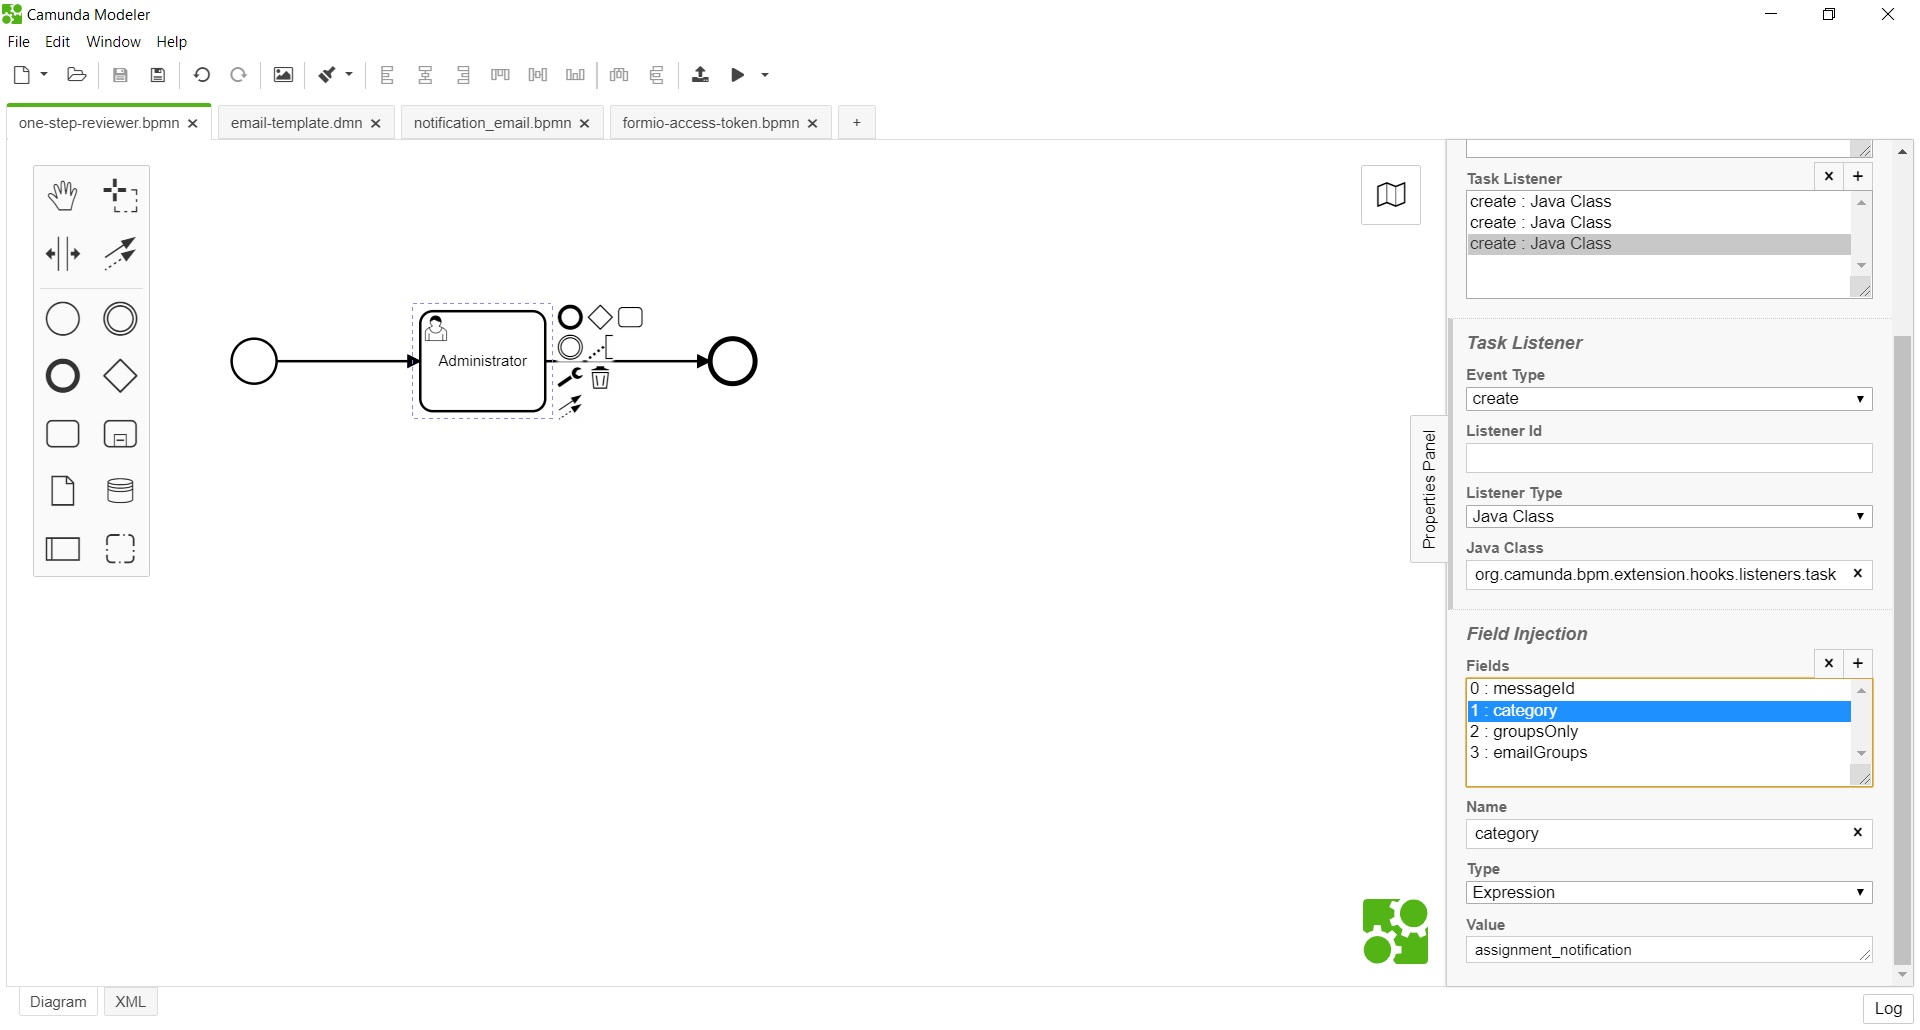 Camunda Modeler
File Edit Window Help
one-step-reviewer.bpmn × email-template.dmn × notification_email.bpmn × formio-access-token.bpmn × +
Administrator
Properties Panel
Task Listener × +
create : Java Class
create : Java Class
create : Java Class
Task Listener
Event Type
create
Listener Id
Listener Type
Java Class
Java Class
org.camunda.bpm.extension.hooks.listeners.task ×
Field Injection
Fields × +
0 : messageId
1 : category
2 : groupsOnly
3 : emailGroups
Name
category ×
Type
Expression
Value
assignment_notification
Diagram XML
Log